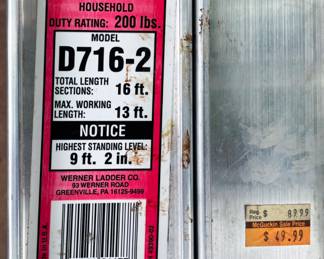 HOUSEHOLD
DUTY RATING: 200 lbs.
MODEL
D716-2
TOTAL LENGTH
SECTIONS: 16 ft.
MAX. WORKING
LENGTH: 13 ft.
NOTICE
HIGHEST STANDING LEVEL:
9 ft. 2 in.
WERNER LADDER CO.
93 WERNER ROAD
GREENVILLE, PA 16125-9499
Reg. $ 89.99
Price
McGuckin Sale Price
$ 49.99